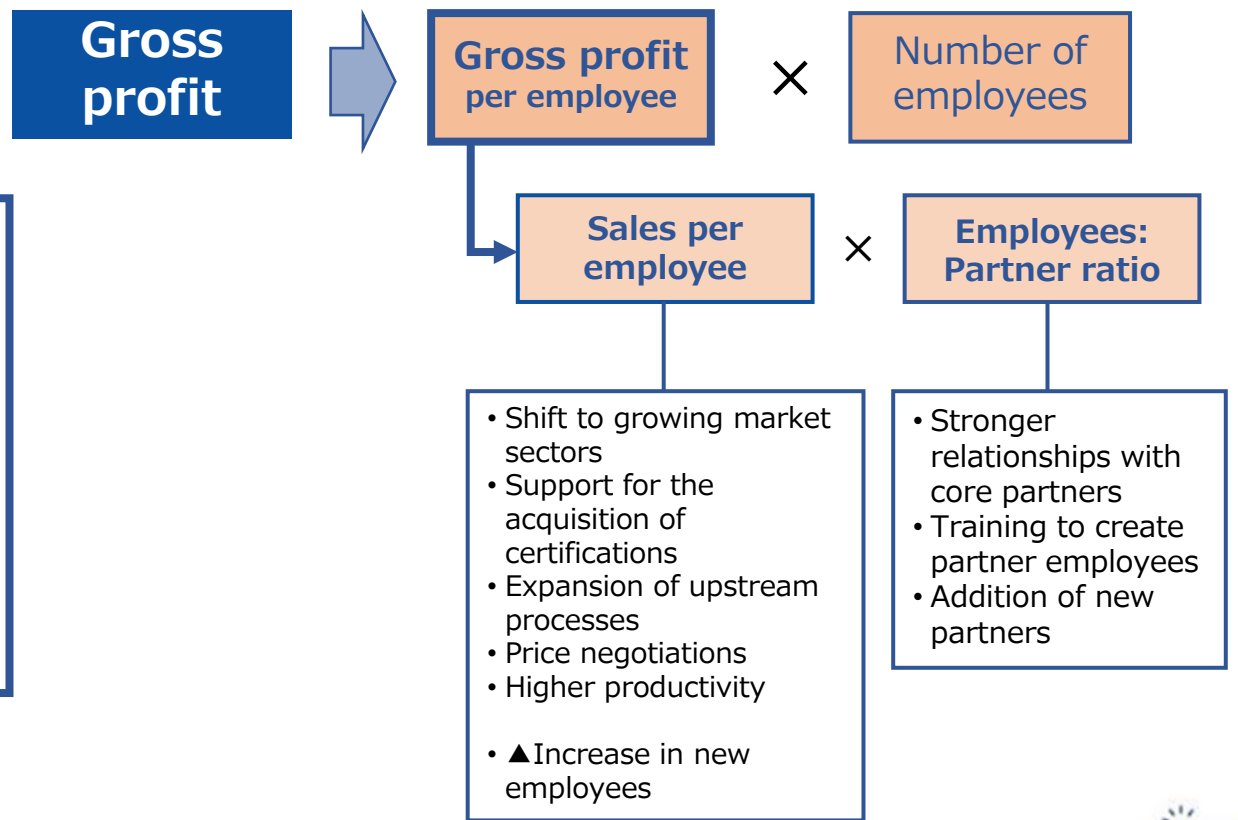 Gross
profit
Gross profit
per employee
×
Number of
employees
Sales per
employee
×
Employees:
Partner ratio
• Shift to growing market
sectors
• Support for the
acquisition of
certifications
• Expansion of upstream
processes
• Price negotiations
• Higher productivity
• ▲Increase in new
employees
• Stronger
relationships with
core partners
• Training to create
partner employees
• Addition of new
partners